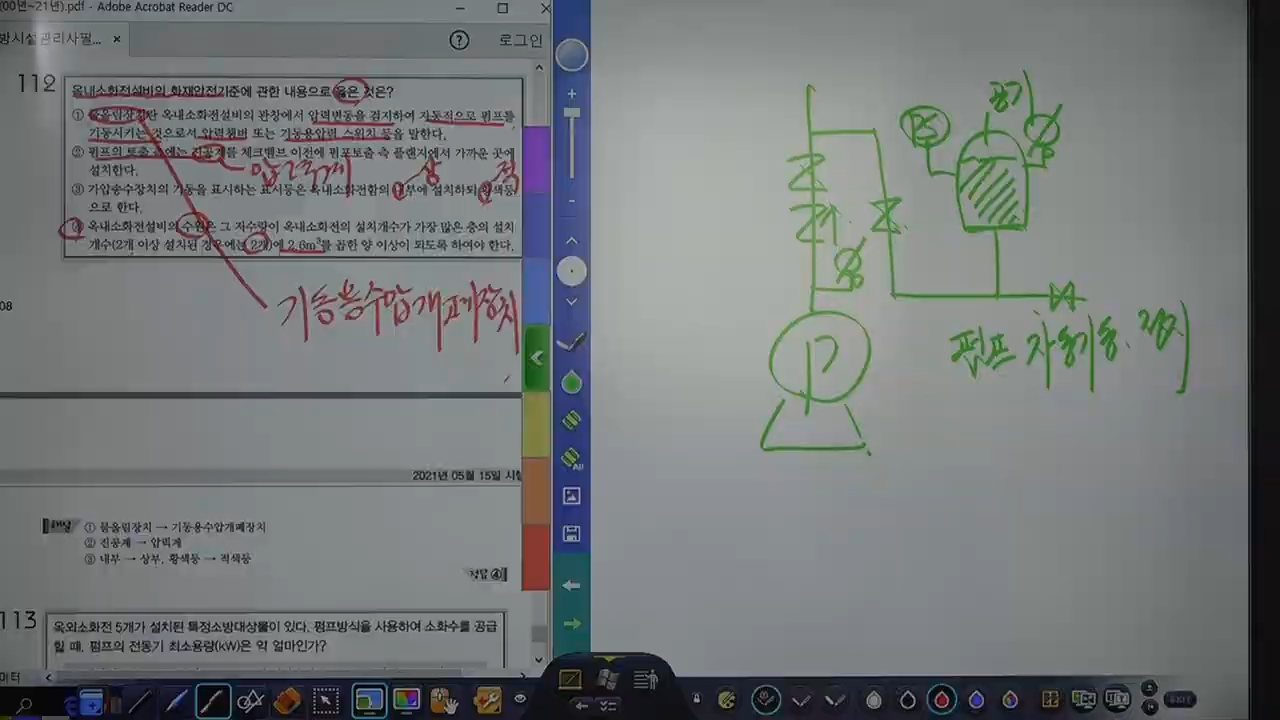 (00년~21년).pdf - Adobe Acrobat Reader DC
방시설관리사필... ×
로그인
112
옥내소화전설비의 화재안전기준에 관한 내용으로 옳은 것은?
① 물올림장치란 옥내소화전설비의 관창에서 압력변동을 검지하여 자동적으로 펌프를
기동시키는 것으로서 압력챔버 또는 기동용압력 스위치 등을 말한다.
② 펌프의 토출 측에는 진공계를 체크밸브 이전에 펌프토출 측 플랜지에서 가까운 곳에
설치한다.
압력계
③ 가압송수장치의 기동을 표시하는 표시등은 옥내소화전함의 내부에 설치하되 황색등
으로 한다.
상
적
④ 옥내소화전설비의 수원은 그 저수량이 옥내소화전의 설치개수가 가장 많은 층의 설치
개수(2개 이상 설치된 경우에는 2개)에 2.6m³를 곱한 양 이상이 되도록 하여야 한다.
기동용수압개폐장치
08
2021년 05월 15일 시행
해설
① 물올림장치 → 기동용수압개폐장치
② 진공계 → 압력계
③ 내부 → 상부, 황색등 → 적색등
정답 ④
113
옥외소화전 5개가 설치된 특정소방대상물이 있다. 펌프방식을 사용하여 소화수를 공급
할 때, 펌프의 전동기 최소용량(kW)은 약 얼마인가?
미터
공기
PS
P
P
펌프 자동기동, 정지
All
EXIT